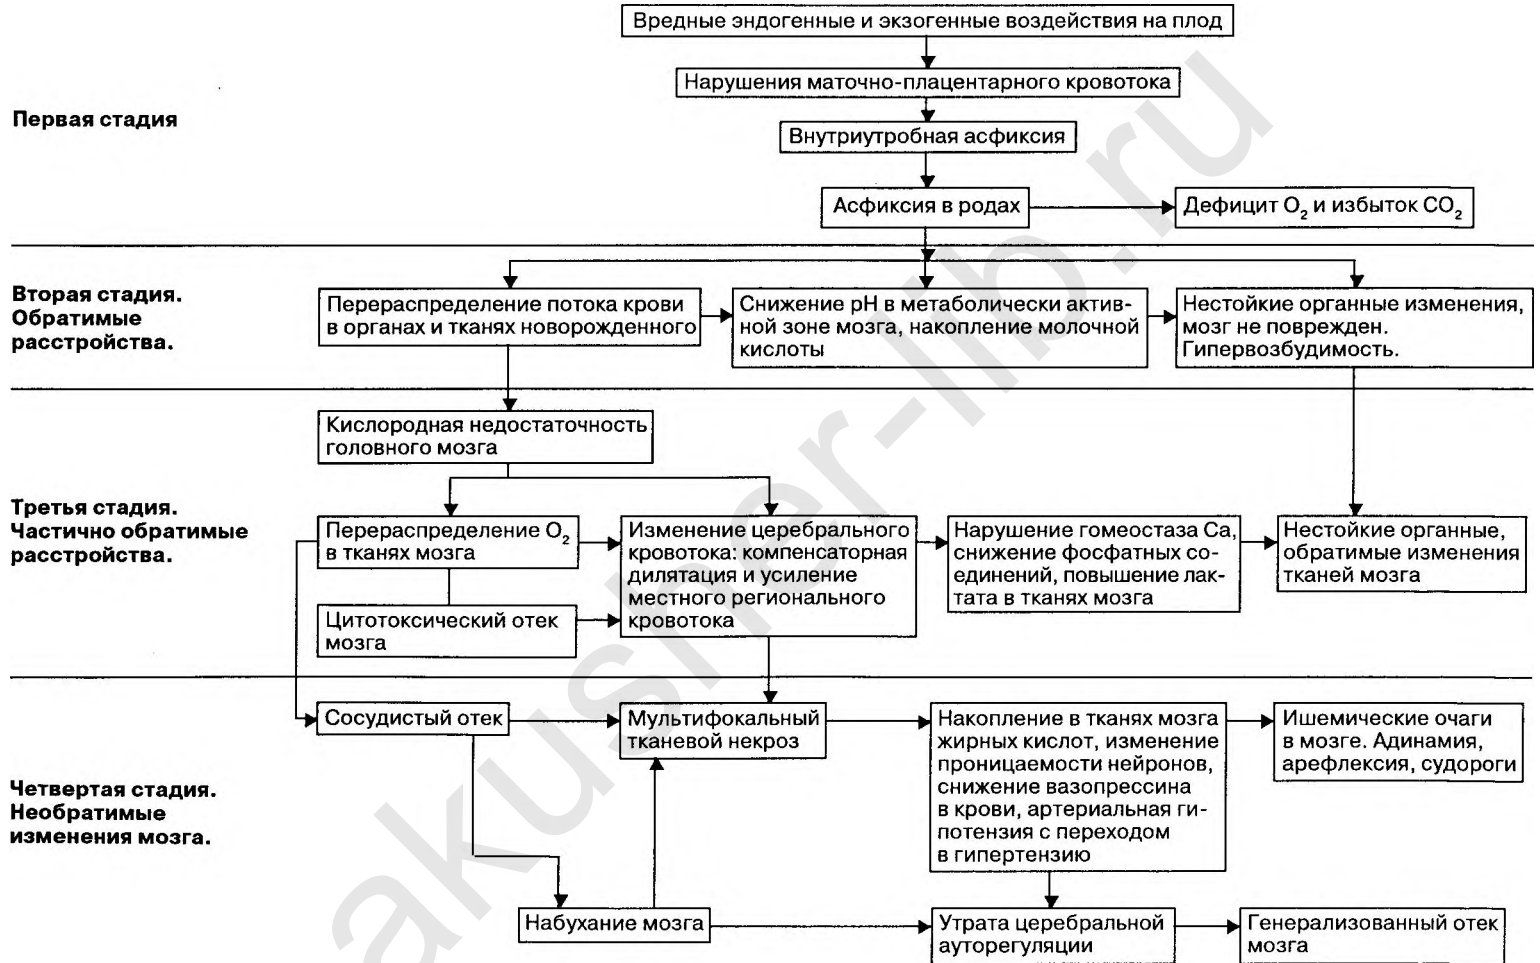 Вредные эндогенные и экзогенные воздействия на плод
Нарушения маточно-плацентарного кровотока
Первая стадия
Внутриутробная асфиксия
Асфиксия в родах
Дефицит O₂ и избыток CO₂
Вторая стадия.
Обратимые
расстройства.
Перераспределение потока крови
в органах и тканях новорожденного
Снижение pH в метаболически актив-
ной зоне мозга, накопление молочной
кислоты
Нестойкие органные изменения,
мозг не поврежден.
Гипервозбудимость.
Кислородная недостаточность
головного мозга
Третья стадия.
Частично обратимые
расстройства.
Перераспределение O₂
в тканях мозга
Цитотоксический отек
мозга
Изменение церебрального
кровотока: компенсаторная
дилятация и усиление
местного регионального
кровотока
Нарушение гомеостаза Ca,
снижение фосфатных со-
единений, повышение лак-
тата в тканях мозга
Нестойкие органные,
обратимые изменения
тканей мозга
Четвертая стадия.
Необратимые
изменения мозга.
Сосудистый отек
Мультифокальный
тканевой некроз
Накопление в тканях мозга
жирных кислот, изменение
проницаемости нейронов,
снижение вазопрессина
в крови, артериальная ги-
потензия с переходом
в гипертензию
Ишемические очаги
в мозге. Адинамия,
арефлексия, судороги
Набухание мозга
Утрата церебральной
ауторегуляции
Генерализованный отек
мозга
akusher-lib.ru